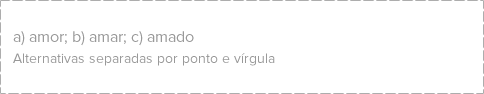 a) amor; b) amar; c) amado
Alternativas separadas por ponto e vírgula